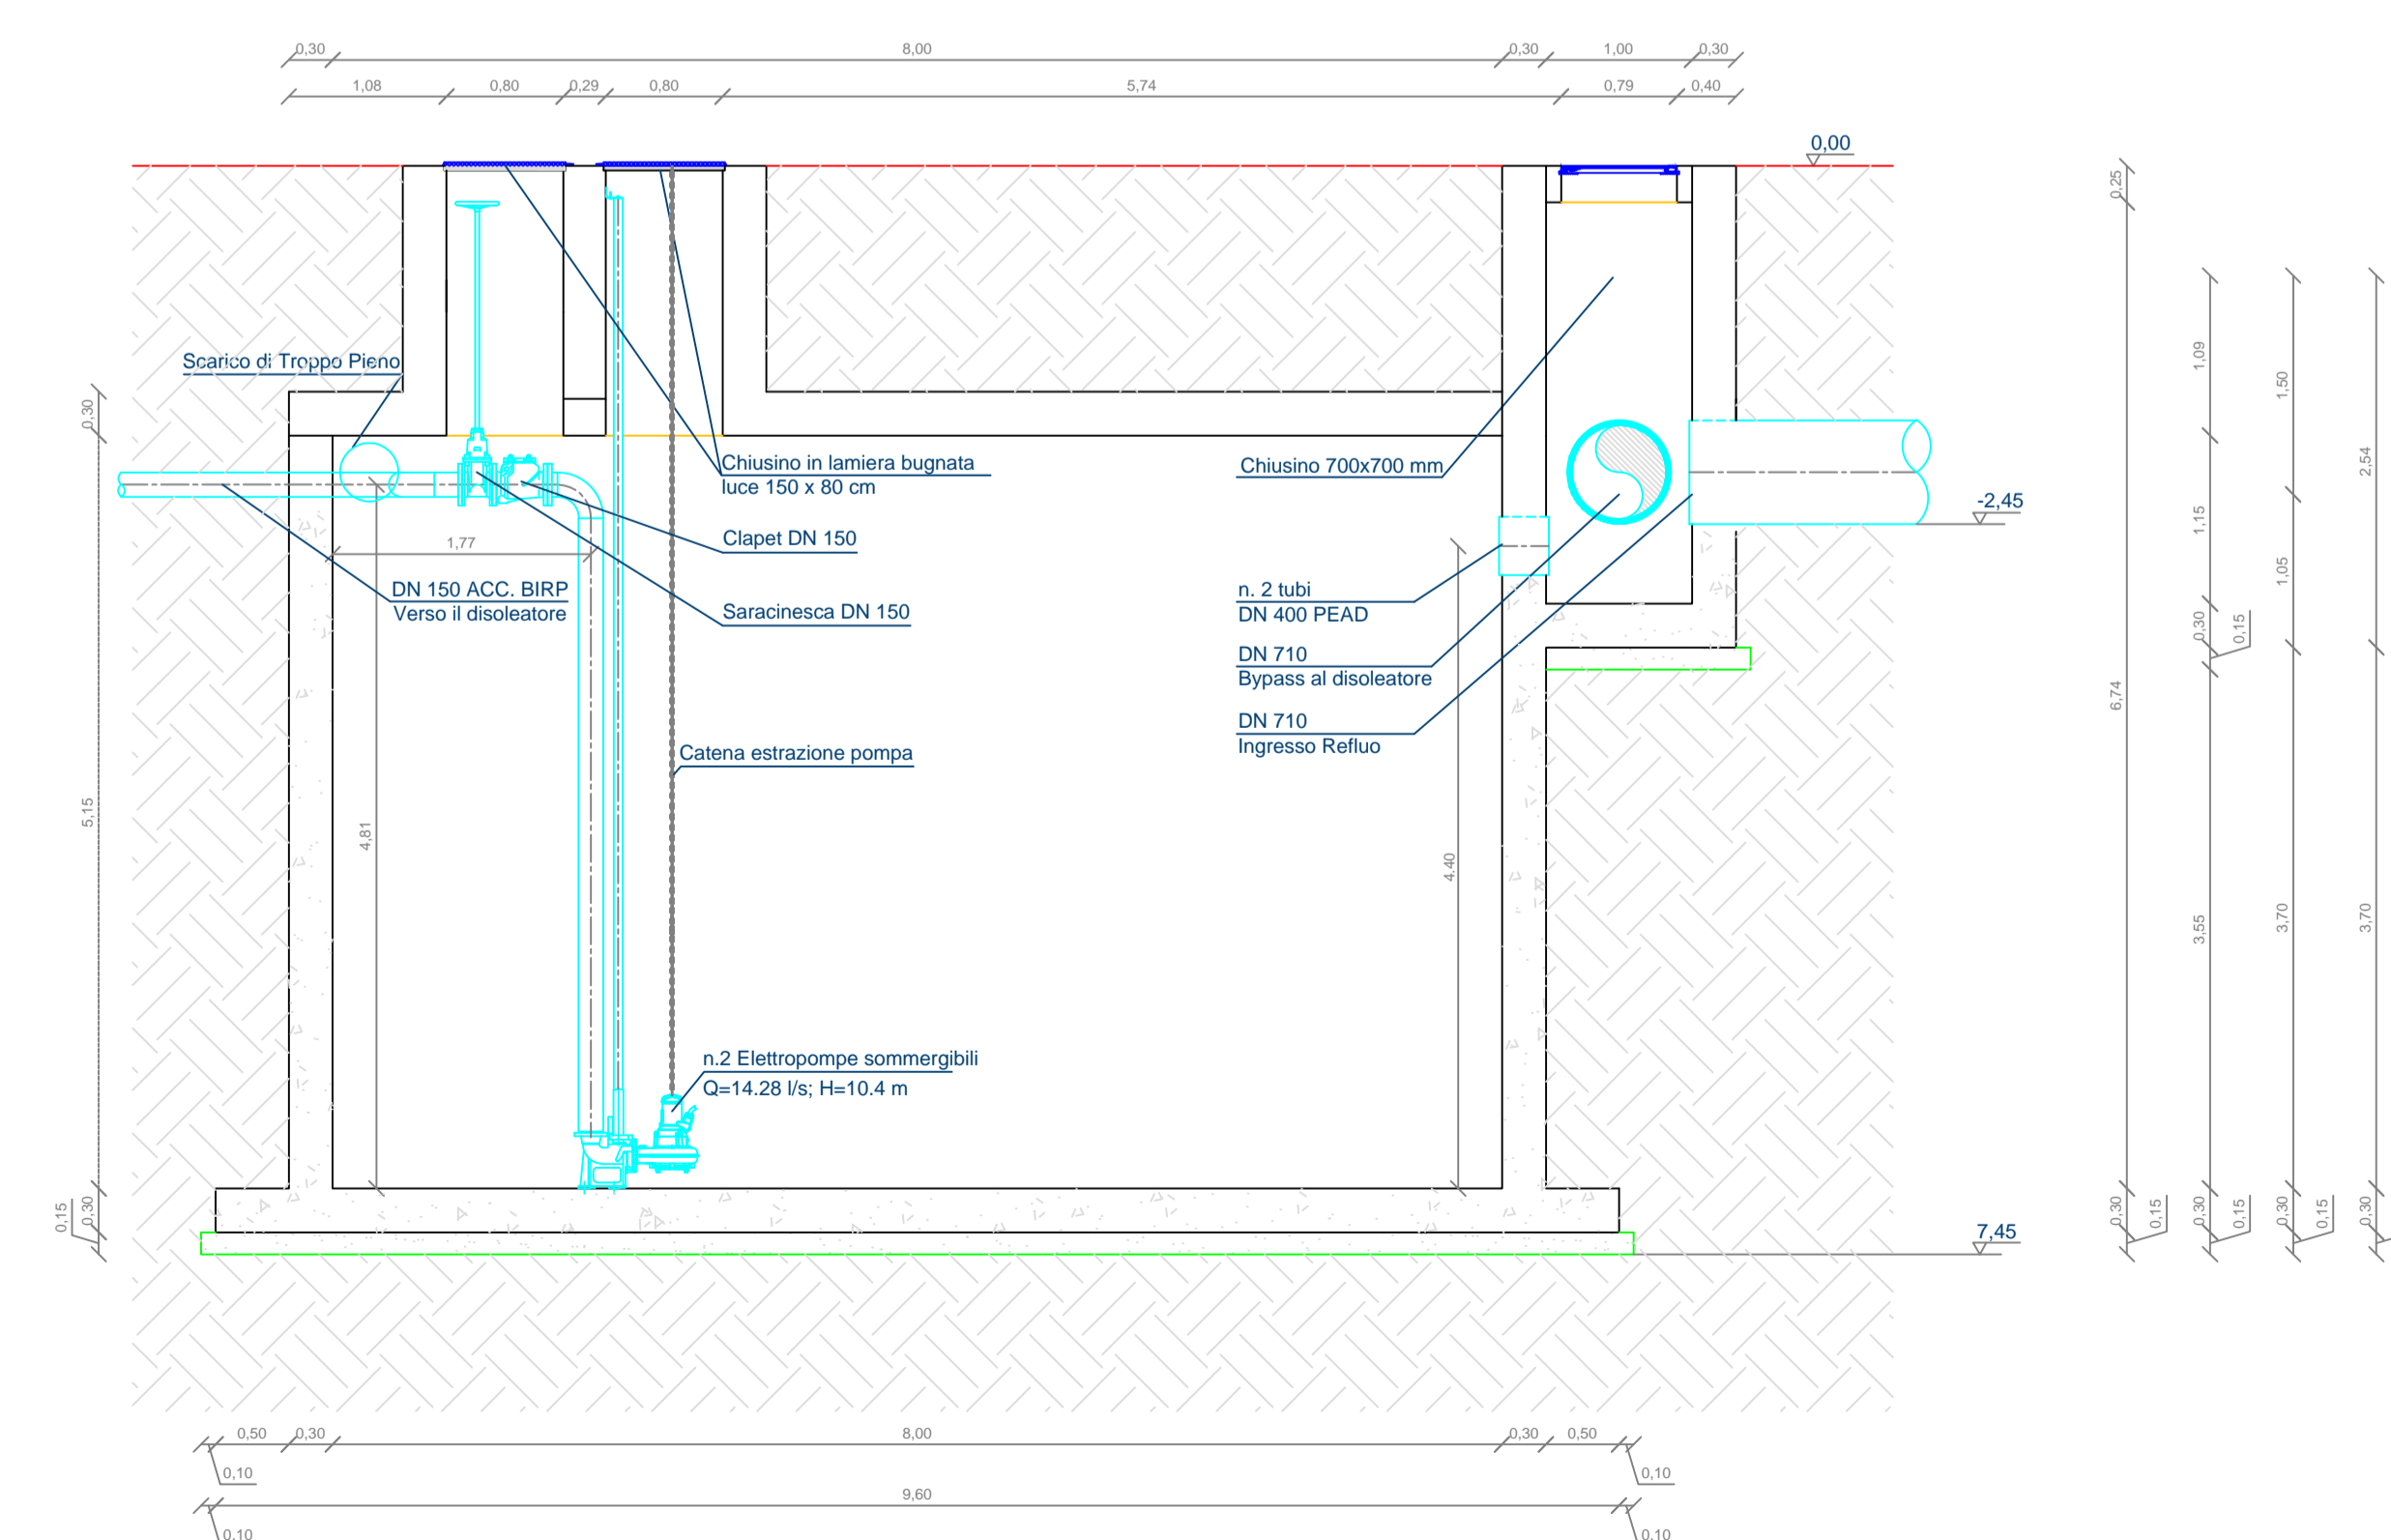 0,30 8,00 0,30 1,00 0,30
1,08 0,80 0,29 0,80 5,74 0,79 0,40
0,00
0,25
Scarico di Troppo Pieno
1,09
1,50
2,54
0,30
Chiusino in lamiera bugnata
luce 150 x 80 cm
Chiusino 700x700 mm
-2,45
1,15
Clapet DN 150
1,77
1,05
DN 150 ACC. BIRP
Verso il disoleatore
n. 2 tubi
DN 400 PEAD
Saracinesca DN 150
0,30
0,15
DN 710
Bypass al disoleatore
6,74
DN 710
Ingresso Refluo
Catena estrazione pompa
5,15
4,81
4.40
3,55
3,70
3,70
n.2 Elettropompe sommergibili
Q=14.28 l/s; H=10.4 m
0,15
0,30
7,45
0,30
0,15
0,30
0,15
0,30
0,15
0,30
0,50 0,30 8,00 0,30 0,50
0,10 0,10
9,60
0,10 0,10